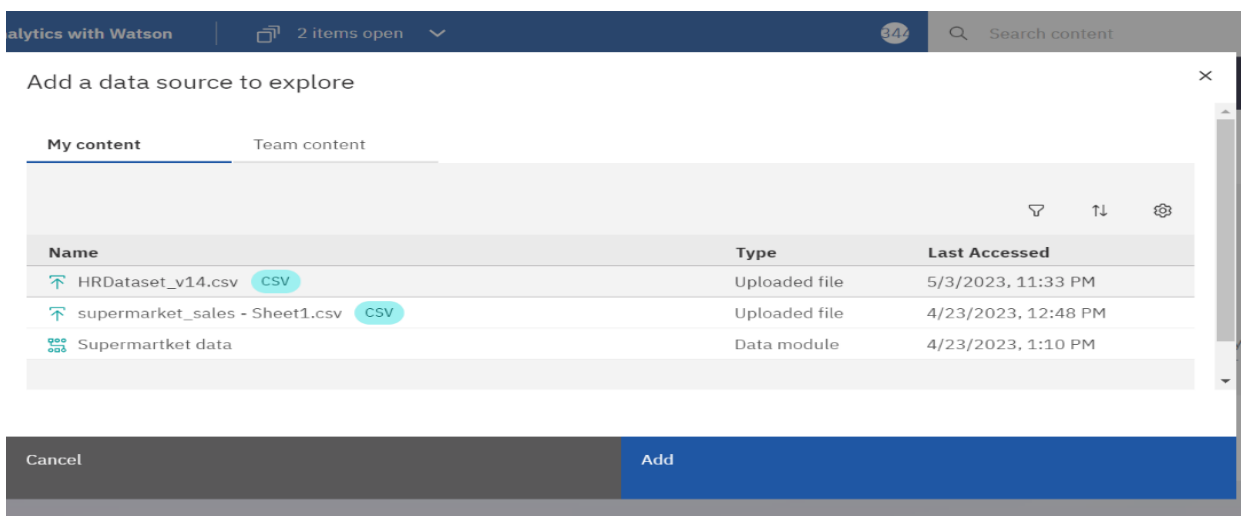 alytics with Watson 2 items open 344 Search content
Add a data source to explore
My content Team content
Name Type Last Accessed
HRDataset_v14.csv CSV Uploaded file 5/3/2023, 11:33 PM
supermarket_sales - Sheet1.csv CSV Uploaded file 4/23/2023, 12:48 PM
Supermartket data Data module 4/23/2023, 1:10 PM
Cancel Add